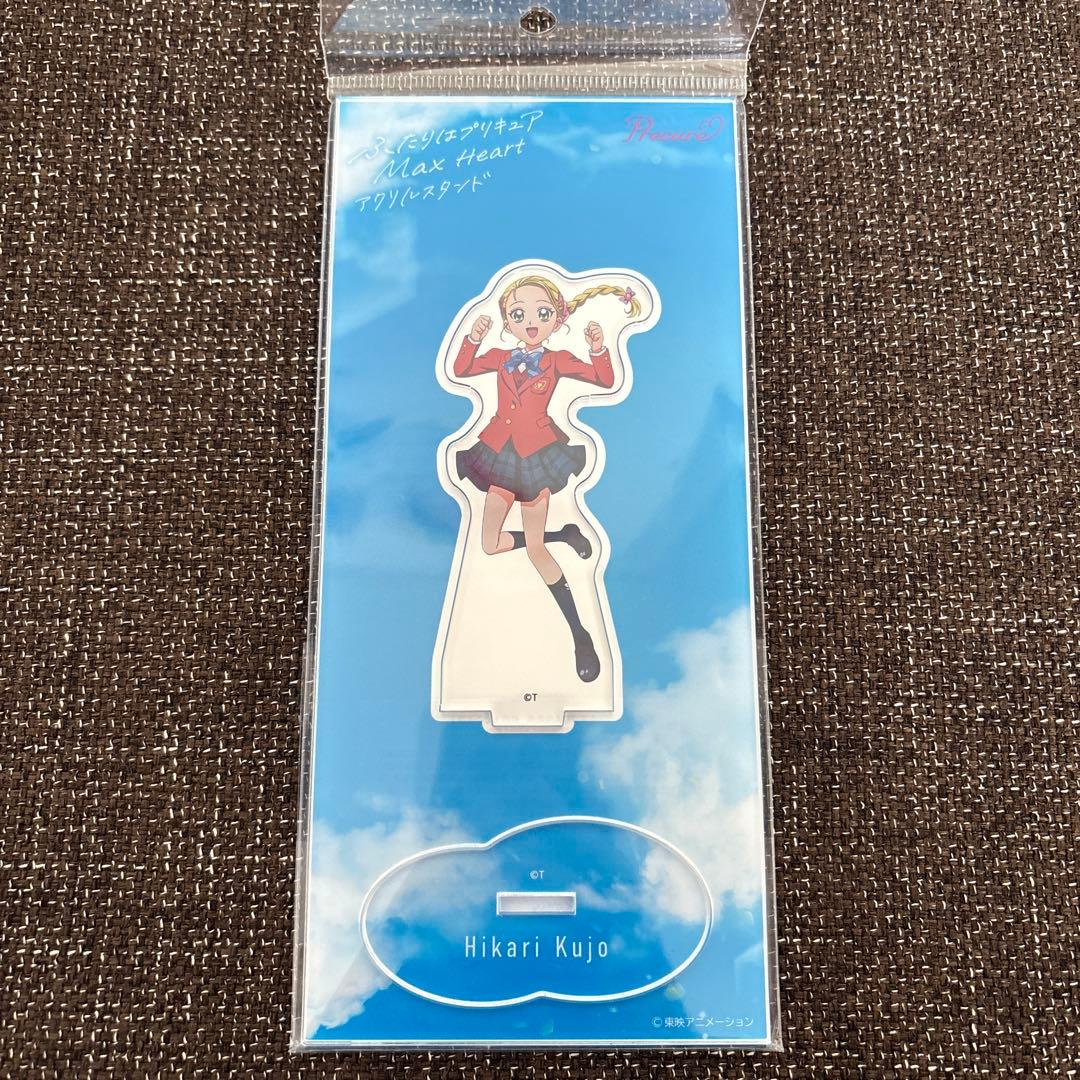 ふたりはプリキュア
Max Heart
アクリルスタンド
Precure
©T
©T
Hikari Kujo
©東映アニメーション